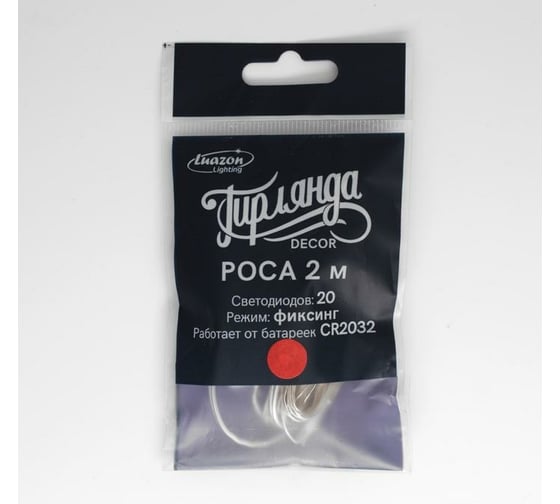 Luazon
Lighting
Гирлянда
DECOR
РОСА 2 м
Светодиодов: 20
Режим: фиксинг
Работает от батареек CR2032